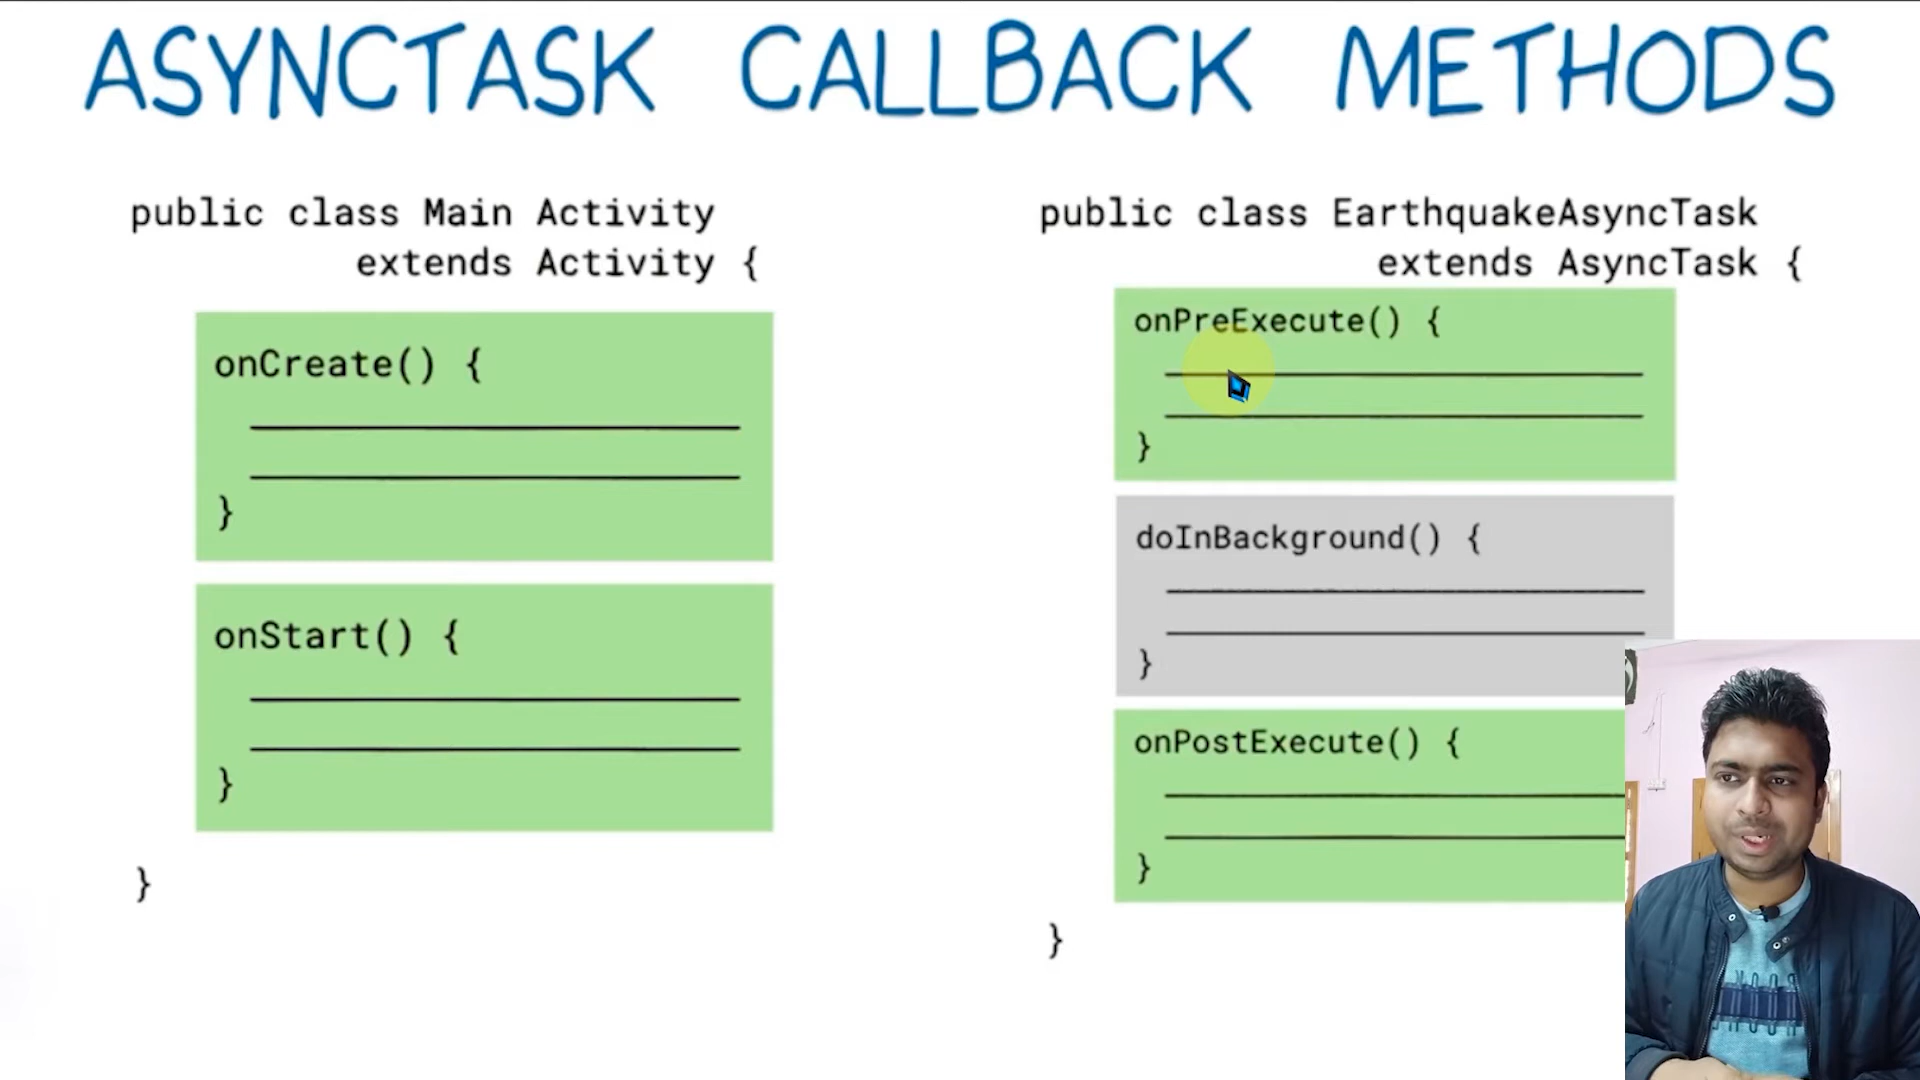 ASYNCTASK CALLBACK METHODS
public class Main Activity
extends Activity {
onCreate() {
}
onStart() {
}
}
public class EarthquakeAsyncTask
extends AsyncTask {
onPreExecute() {
}
doInBackground() {
}
onPostExecute() {
}
}